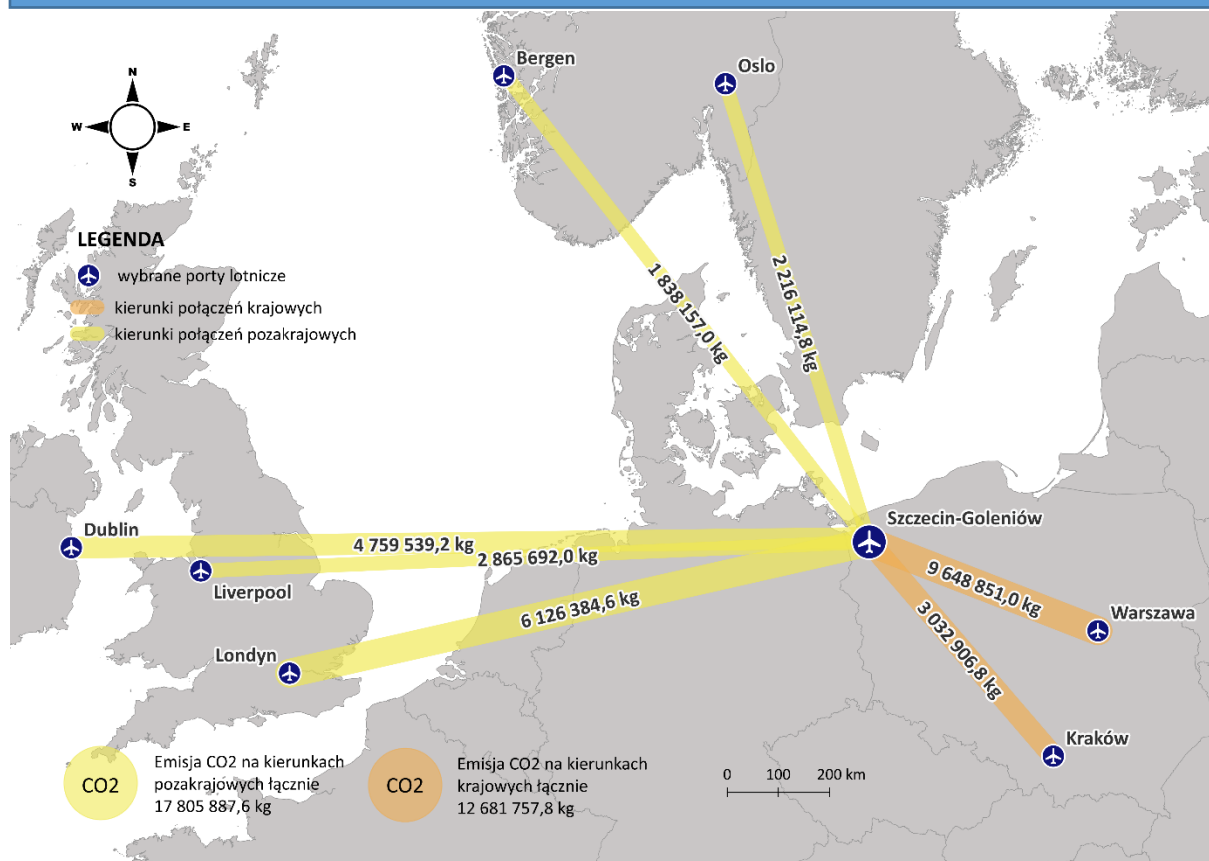 Bergen
Oslo
N
W
E
S
LEGENDA
wybrane porty lotnicze
kierunki połączeń krajowych
kierunki połączeń pozakrajowych
1 838 157,0 kg
2 216 114,8 kg
Dublin
Szczecin-Goleniów
4 759 539,2 kg
2 865 692,0 kg
Liverpool
9 648 851,0 kg
6 126 384,6 kg
Warszawa
3 032 906,8 kg
Londyn
Kraków
CO2
Emisja CO2 na kierunkach
pozakrajowych łącznie
17 805 887,6 kg
CO2
Emisja CO2 na kierunkach
krajowych łącznie
12 681 757,8 kg
0 100 200 km